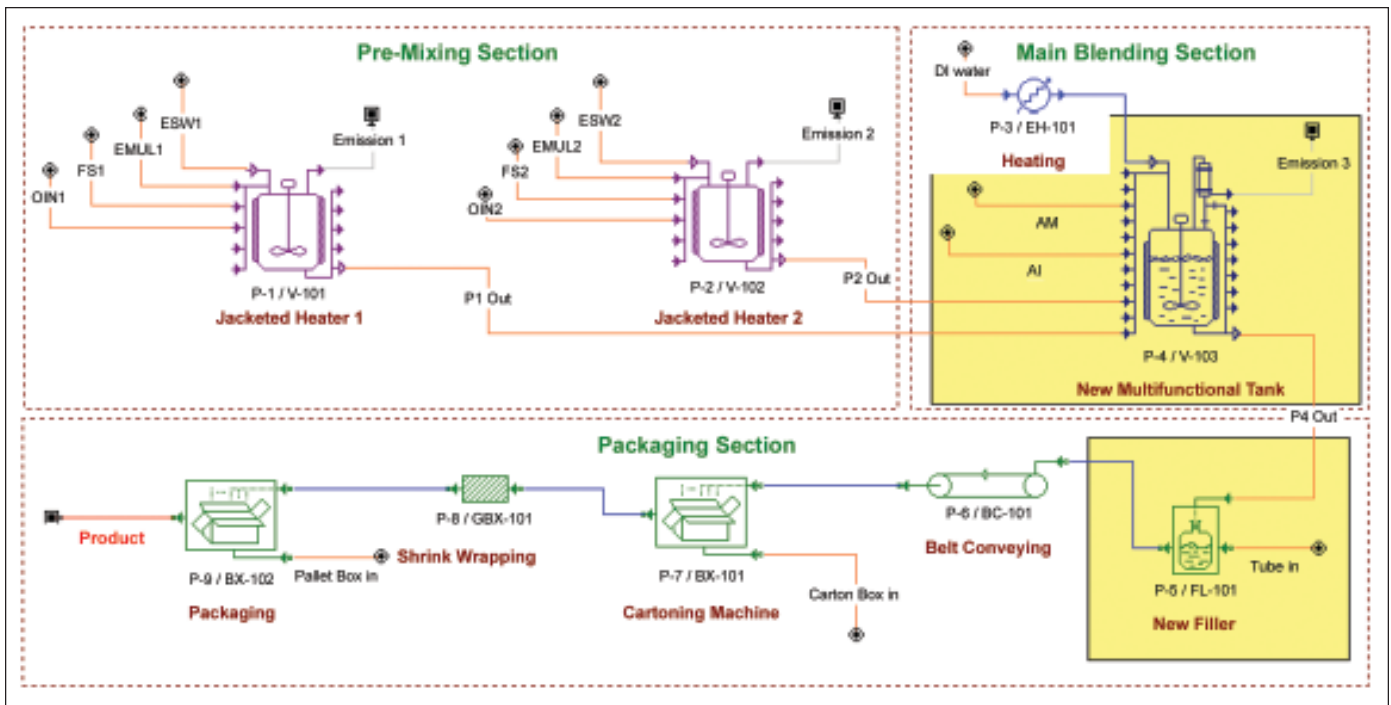 Pre-Mixing Section
ESW1
EMUL1
FS1
OIN1
Emission 1
P-1 / V-101
Jacketed Heater 1
P1 Out
ESW2
EMUL2
FS2
OIN2
Emission 2
P-2 / V-102
Jacketed Heater 2
P2 Out
Main Blending Section
DI water
P-3 / EH-101
Heating
Emission 3
AM
AI
P-4 / V-103
New Multifunctional Tank
P4 Out
Packaging Section
Product
P-9 / BX-102
Packaging
Pallet Box in
P-8 / GBX-101
Shrink Wrapping
P-7 / BX-101
Cartoning Machine
Carton Box in
P-6 / BC-101
Belt Conveying
Tube in
P-5 / FL-101
New Filler